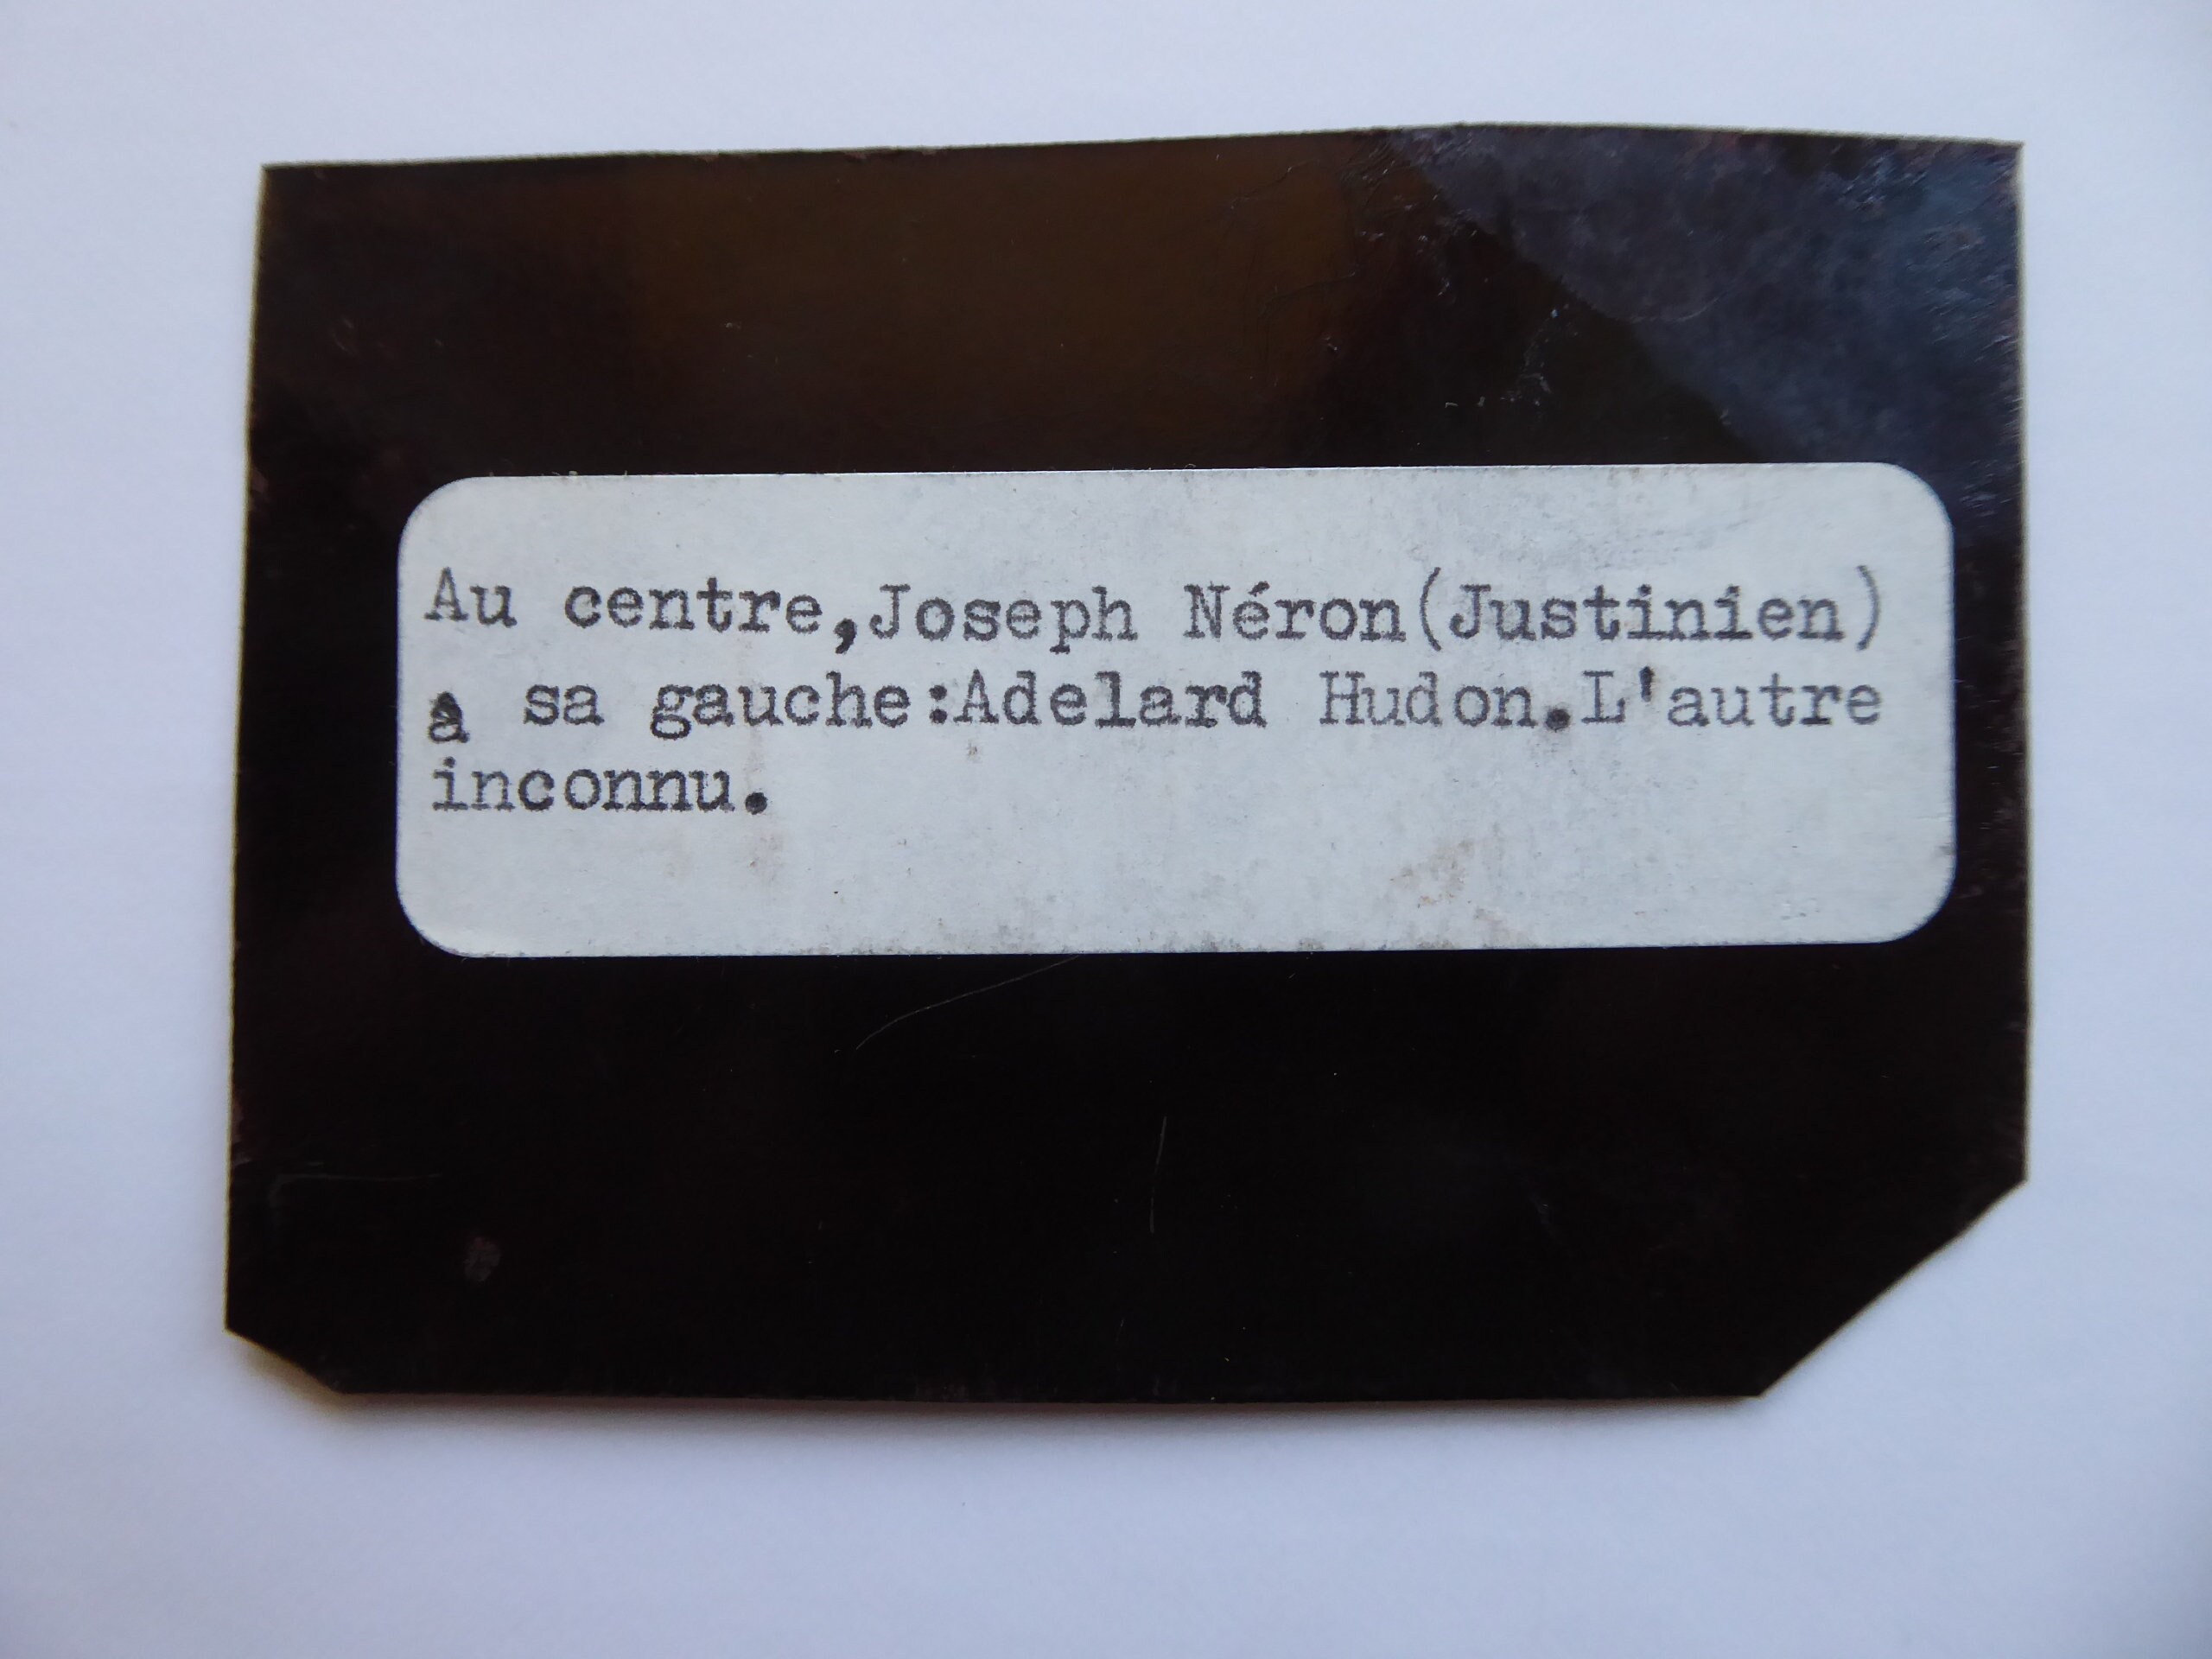 Au centre,Joseph Néron(Justinien)
à sa gauche:Adelard Hudon.L'autre
inconnu.